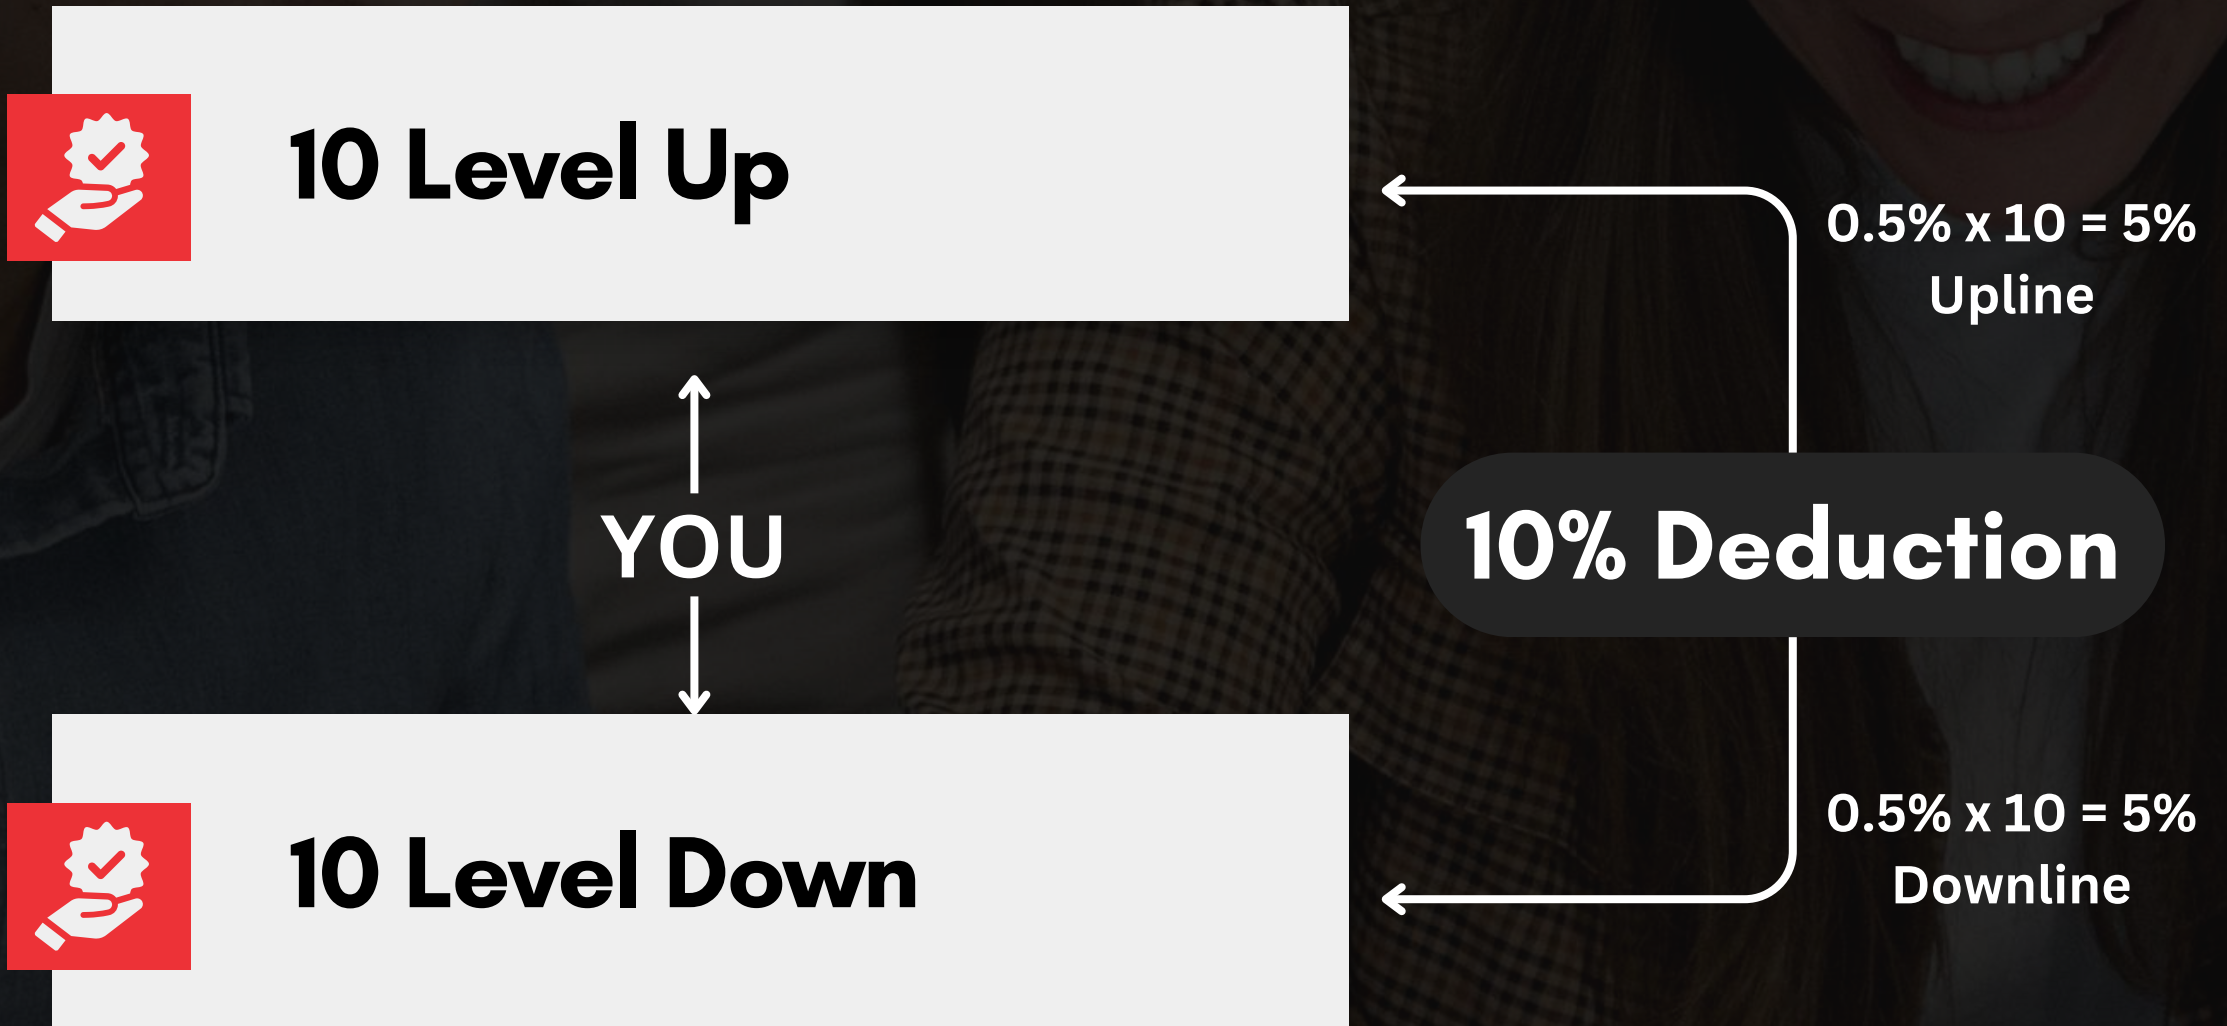 10 Level Up
0.5% x 10 = 5%
Upline
YOU
10% Deduction
10 Level Down
0.5% x 10 = 5%
Downline